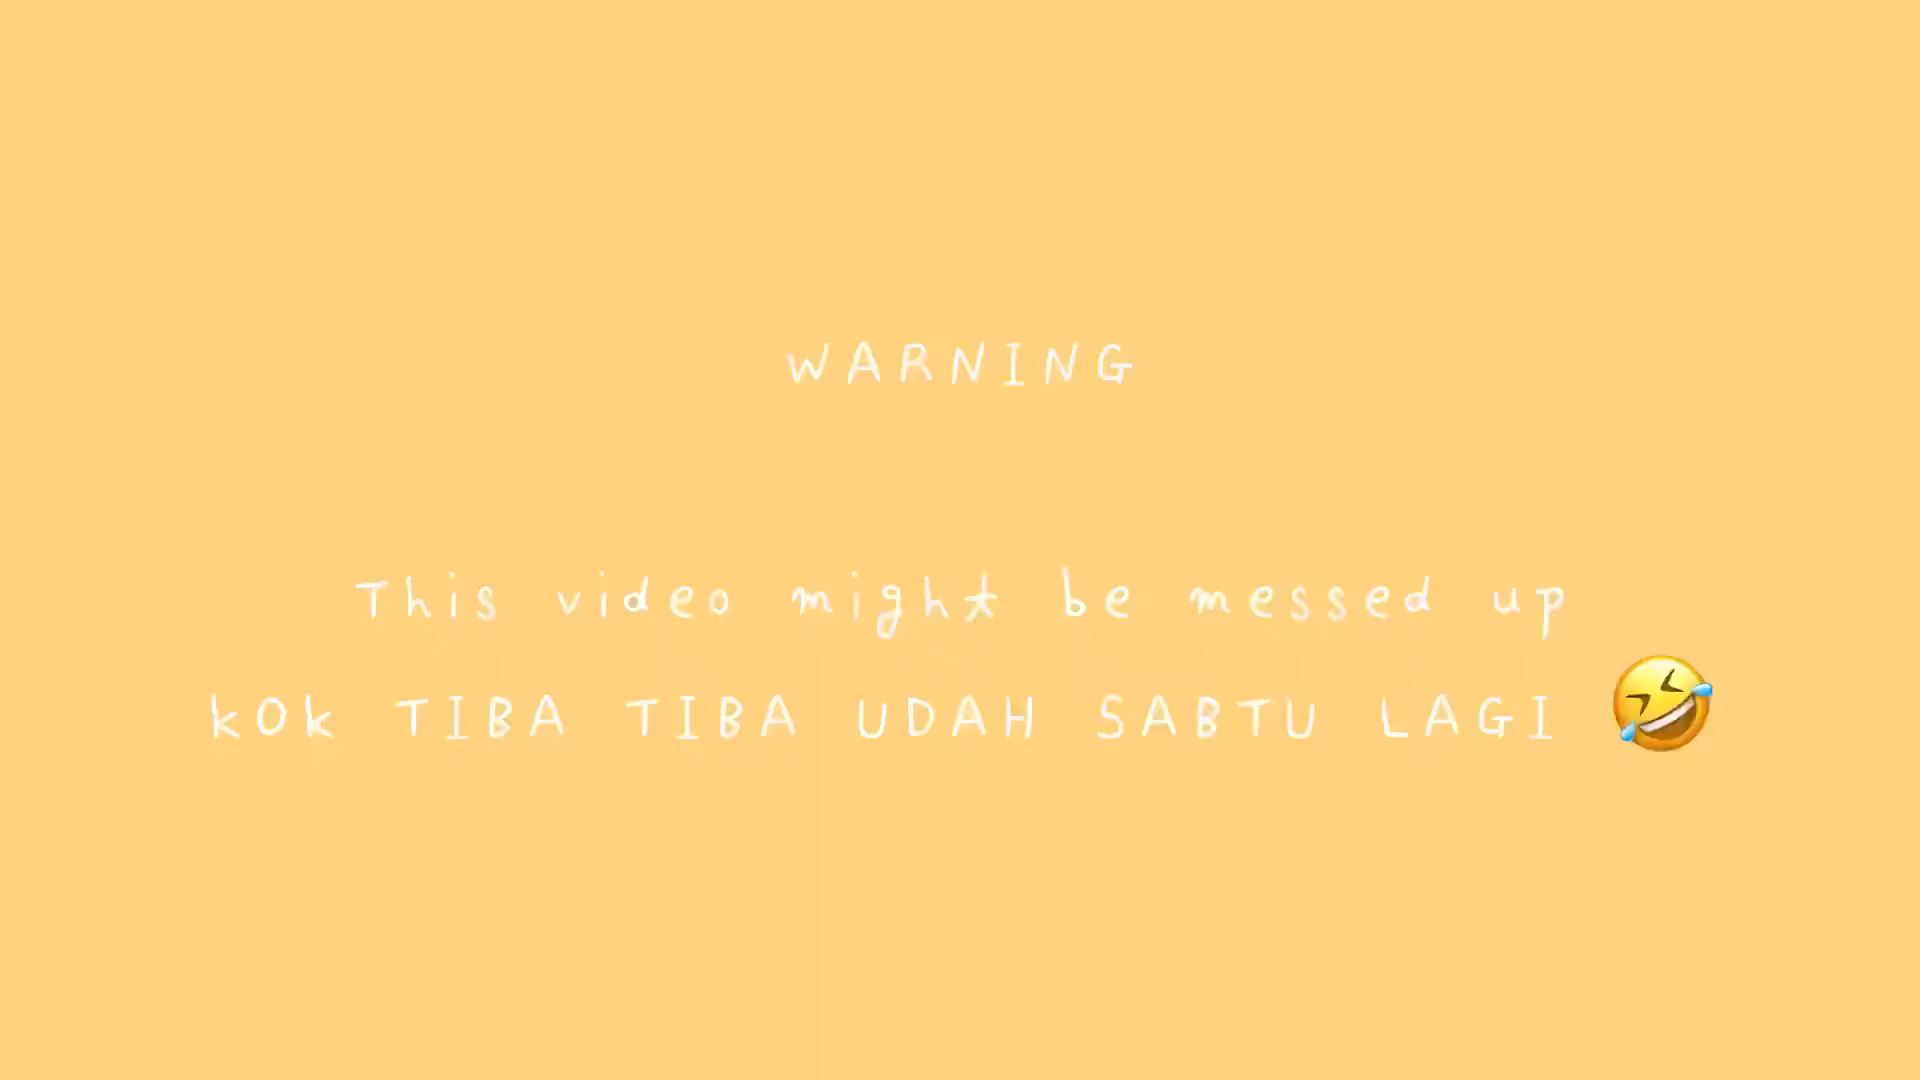 WARNING
This video might be messed up
kok TIBA TIBA UDAH SABTU LAGI 🤣